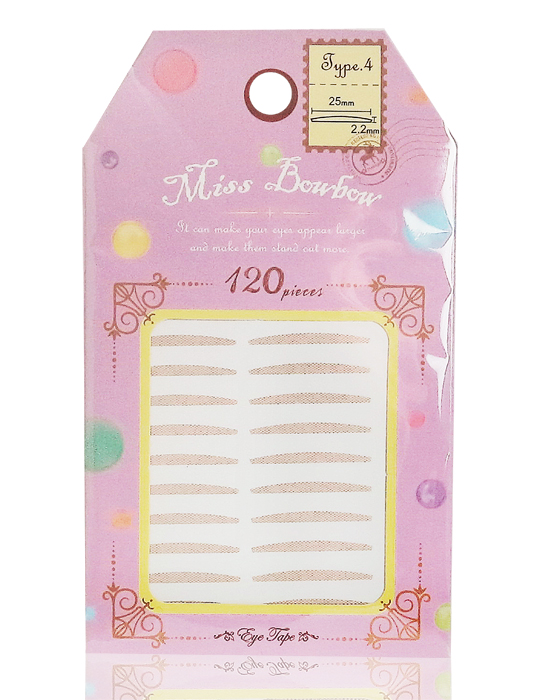 Type.4
25mm
2.2mm
Miss Bowbow
It can make your eyes appear larger
and make them stand out more.
120 pieces
Eye Tape